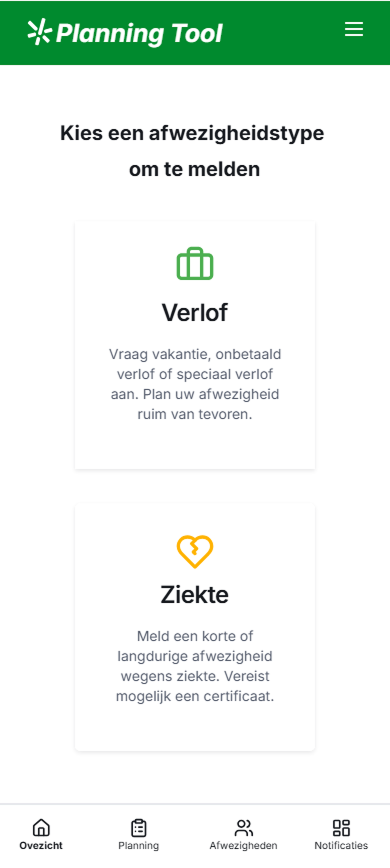 Planning Tool
Kies een afwezigheidstype
om te melden
Verlof
Vraag vakantie, onbetaald
verlof of speciaal verlof
aan. Plan uw afwezigheid
ruim van tevoren.
Ziekte
Meld een korte of
langdurige afwezigheid
wegens ziekte. Vereist
mogelijk een certificaat.
Ovezicht Planning Afwezigheden Notificaties